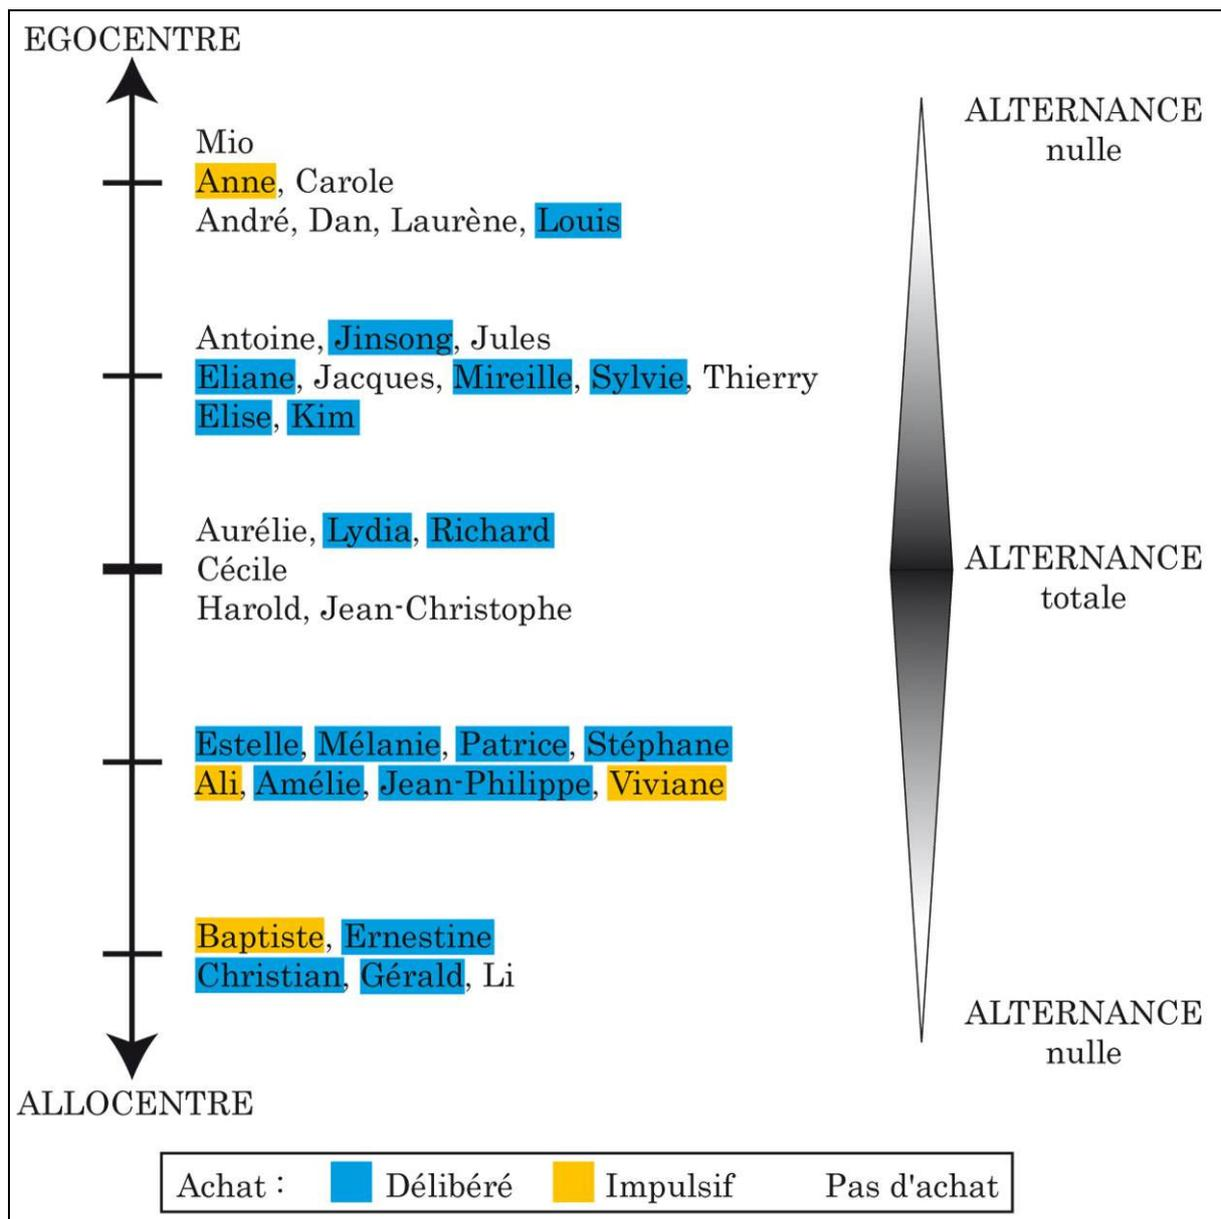 EGOCENTRE
ALTERNANCE
nulle
Mio
Anne, Carole
André, Dan, Laurène, Louis
Antoine, Jinsong, Jules
Eliane, Jacques, Mireille, Sylvie, Thierry
Elise, Kim
Aurélie, Lydia, Richard
Cécile
Harold, Jean-Christophe
ALTERNANCE
totale
Estelle, Mélanie, Patrice, Stéphane
Ali, Amélie, Jean-Philippe, Viviane
Baptiste, Ernestine
Christian, Gérald, Li
ALTERNANCE
nulle
ALLOCENTRE
Achat : Délibéré Impulsif Pas d'achat